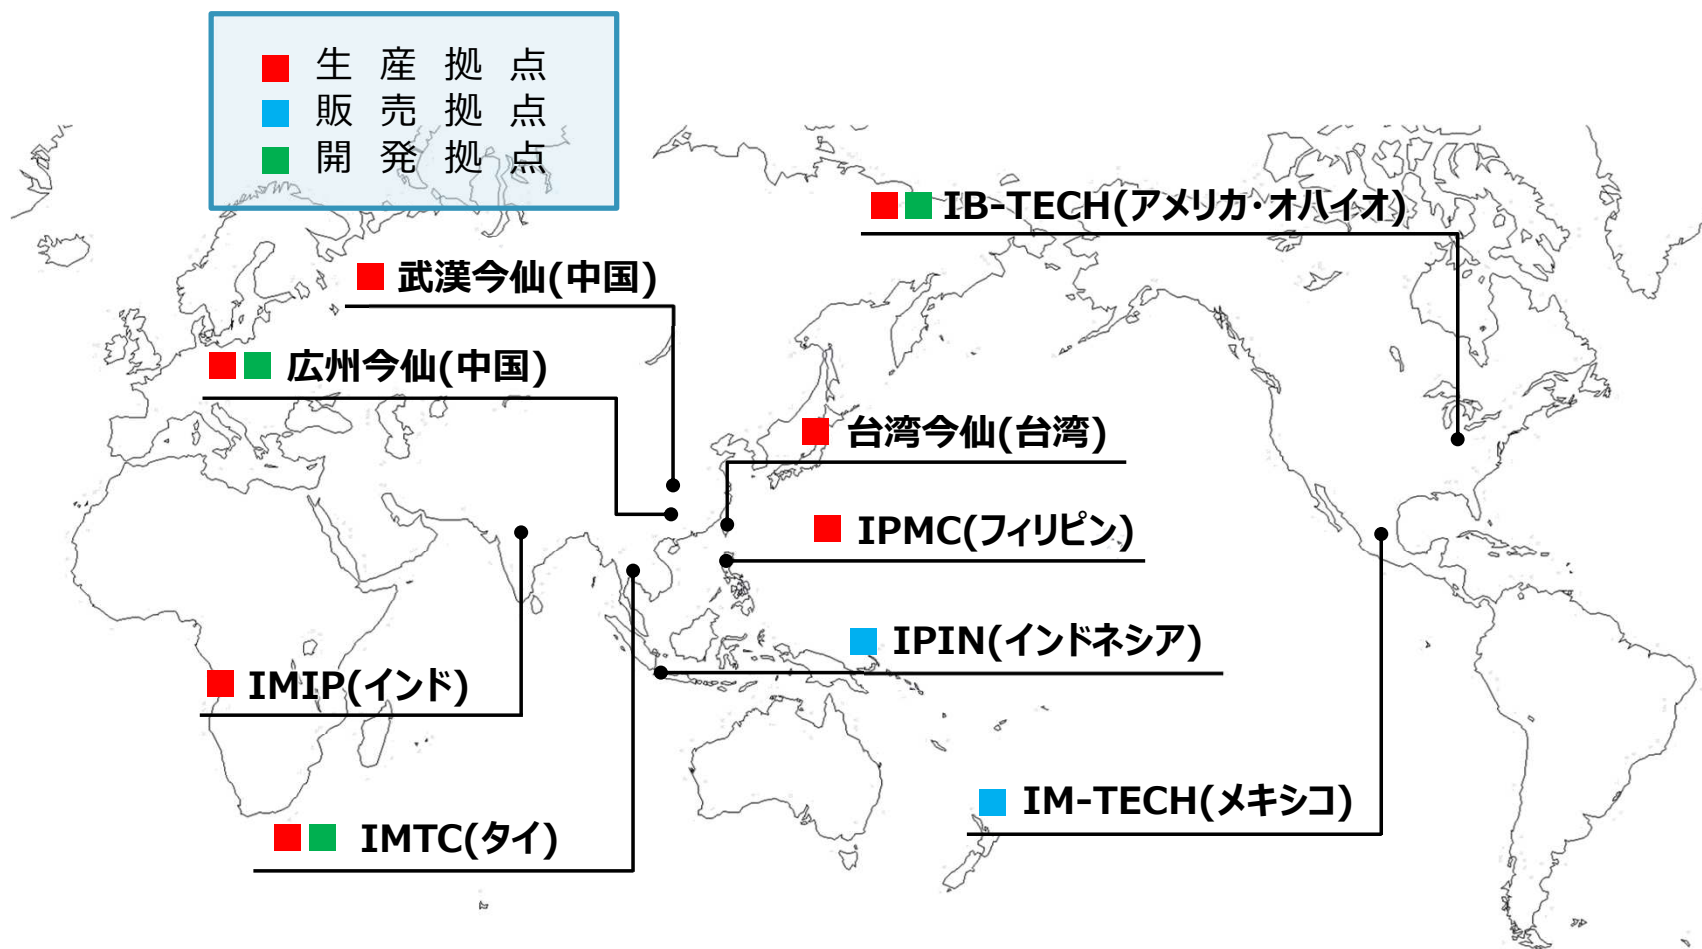 生産拠点
販売拠点
開発拠点
IB-TECH(アメリカ・オハイオ)
武漢今仙(中国)
広州今仙(中国)
台湾今仙(台湾)
IPMC(フィリピン)
IPIN(インドネシア)
IMIP(インド)
IM-TECH(メキシコ)
IMTC(タイ)